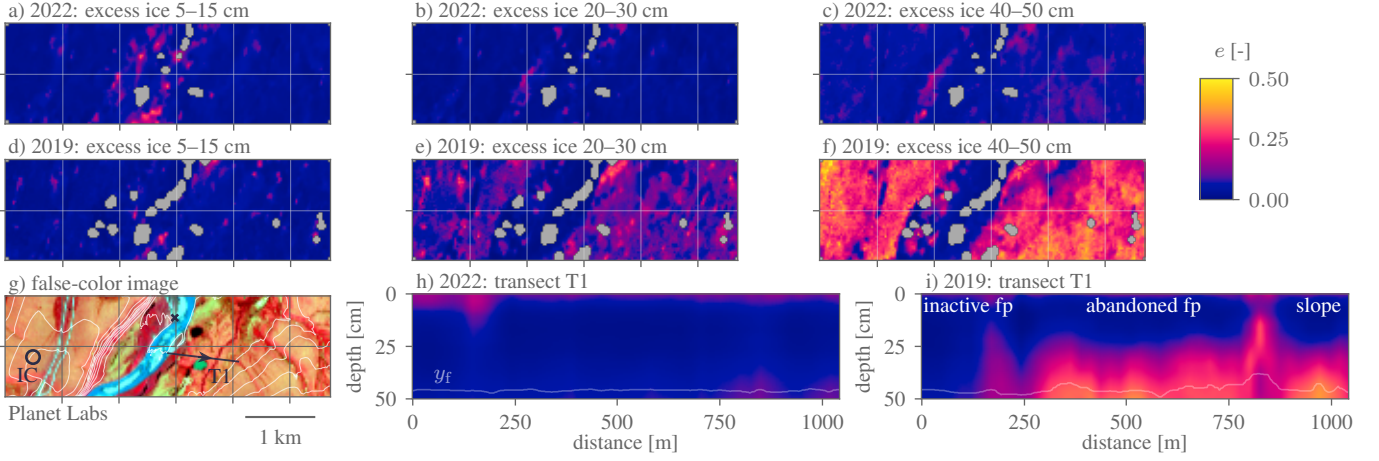 a) 2022: excess ice 5–15 cm
b) 2022: excess ice 20–30 cm
c) 2022: excess ice 40–50 cm
e [-]
0.50
0.25
0.00
d) 2019: excess ice 5–15 cm
e) 2019: excess ice 20–30 cm
f) 2019: excess ice 40–50 cm
g) false-color image
IC
T1
Planet Labs
1 km
h) 2022: transect T1
depth [cm]
0
25
50
yf
0 250 500 750 1000
distance [m]
i) 2019: transect T1
inactive fp abandoned fp slope
depth [cm]
0
25
50
0 250 500 750 1000
distance [m]